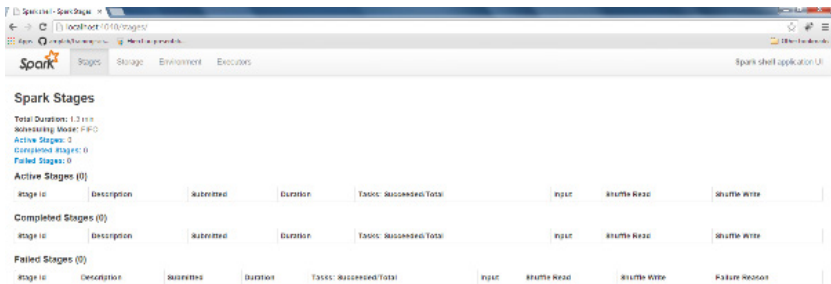 Spark shell - Spark Stages
localhost:4040/stages/
Apps
Other bookmarks
Spark Stages Storage Environment Executors Spark shell application UI
Spark Stages
Total Duration: 1.3 min
Scheduling Mode: FIFO
Active Stages: 0
Completed Stages: 0
Failed Stages: 0
Active Stages (0)
Stage Id Description Submitted Duration Tasks: Succeeded/Total Input Shuffle Read Shuffle Write
Completed Stages (0)
Stage Id Description Submitted Duration Tasks: Succeeded/Total Input Shuffle Read Shuffle Write
Failed Stages (0)
Stage Id Description Submitted Duration Tasks: Succeeded/Total Input Shuffle Read Shuffle Write Failure Reason